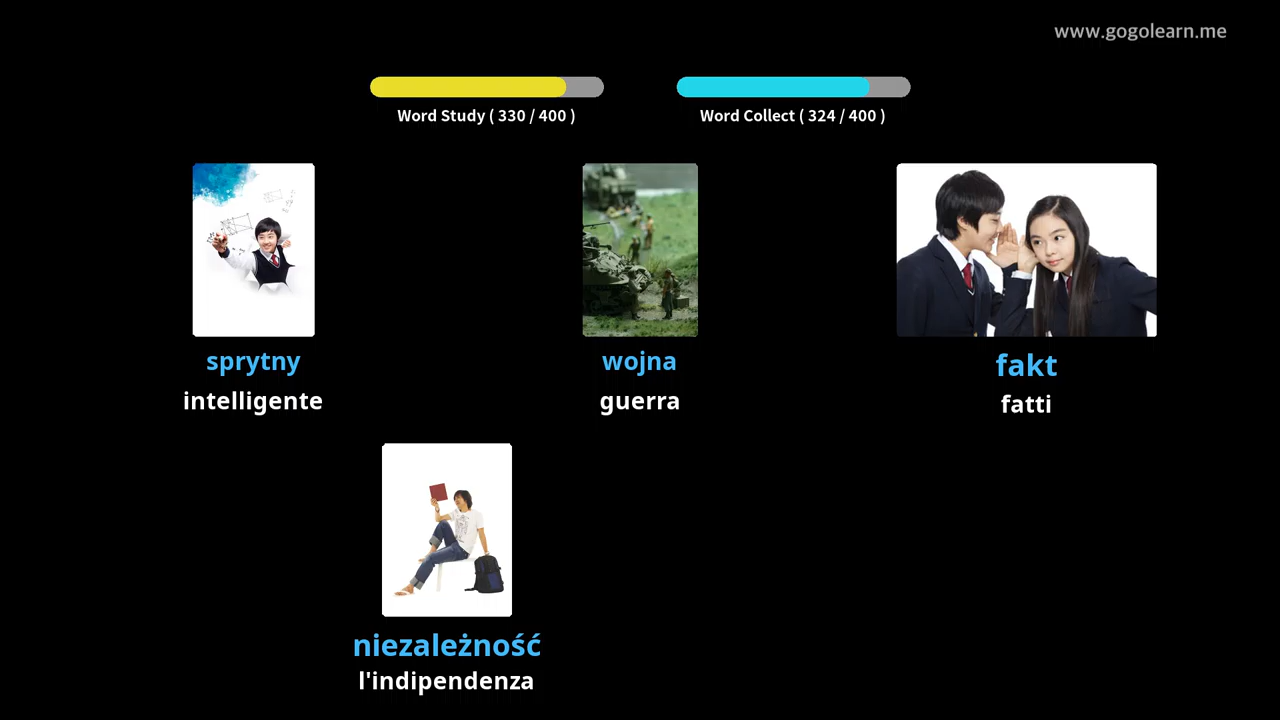 www.gogolearn.me
Word Study ( 330 / 400 )
Word Collect ( 324 / 400 )
sprytny
intelligente
wojna
guerra
fakt
fatti
niezależność
l'indipendenza